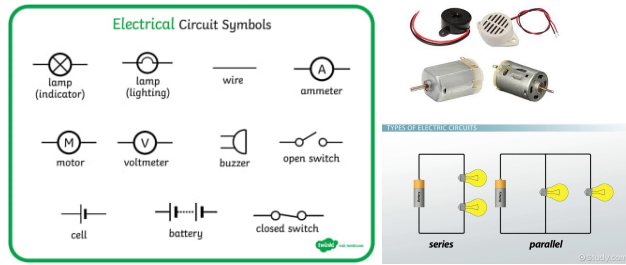 Electrical Circuit Symbols
lamp
(indicator)
lamp
(lighting)
wire
A
ammeter
M
motor
V
voltmeter
buzzer
open switch
cell
battery
closed switch
twinkl
TYPES OF ELECTRIC CIRCUITS
series
parallel
©Study.com